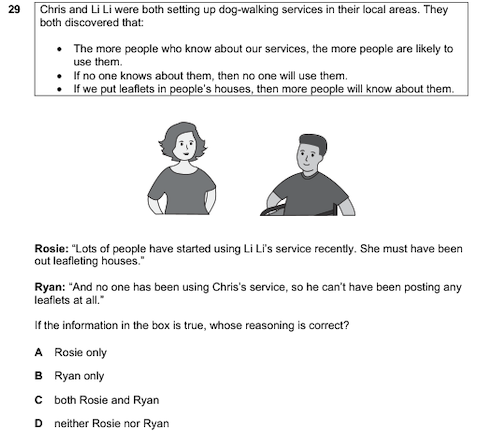 29 Chris and Li Li were both setting up dog-walking services in their local areas. They
both discovered that:
• The more people who know about our services, the more people are likely to
use them.
• If no one knows about them, then no one will use them.
• If we put leaflets in people's houses, then more people will know about them.
Rosie: "Lots of people have started using Li Li's service recently. She must have been
out leafleting houses."
Ryan: "And no one has been using Chris's service, so he can't have been posting any
leaflets at all."
If the information in the box is true, whose reasoning is correct?
A Rosie only
B Ryan only
C both Rosie and Ryan
D neither Rosie nor Ryan